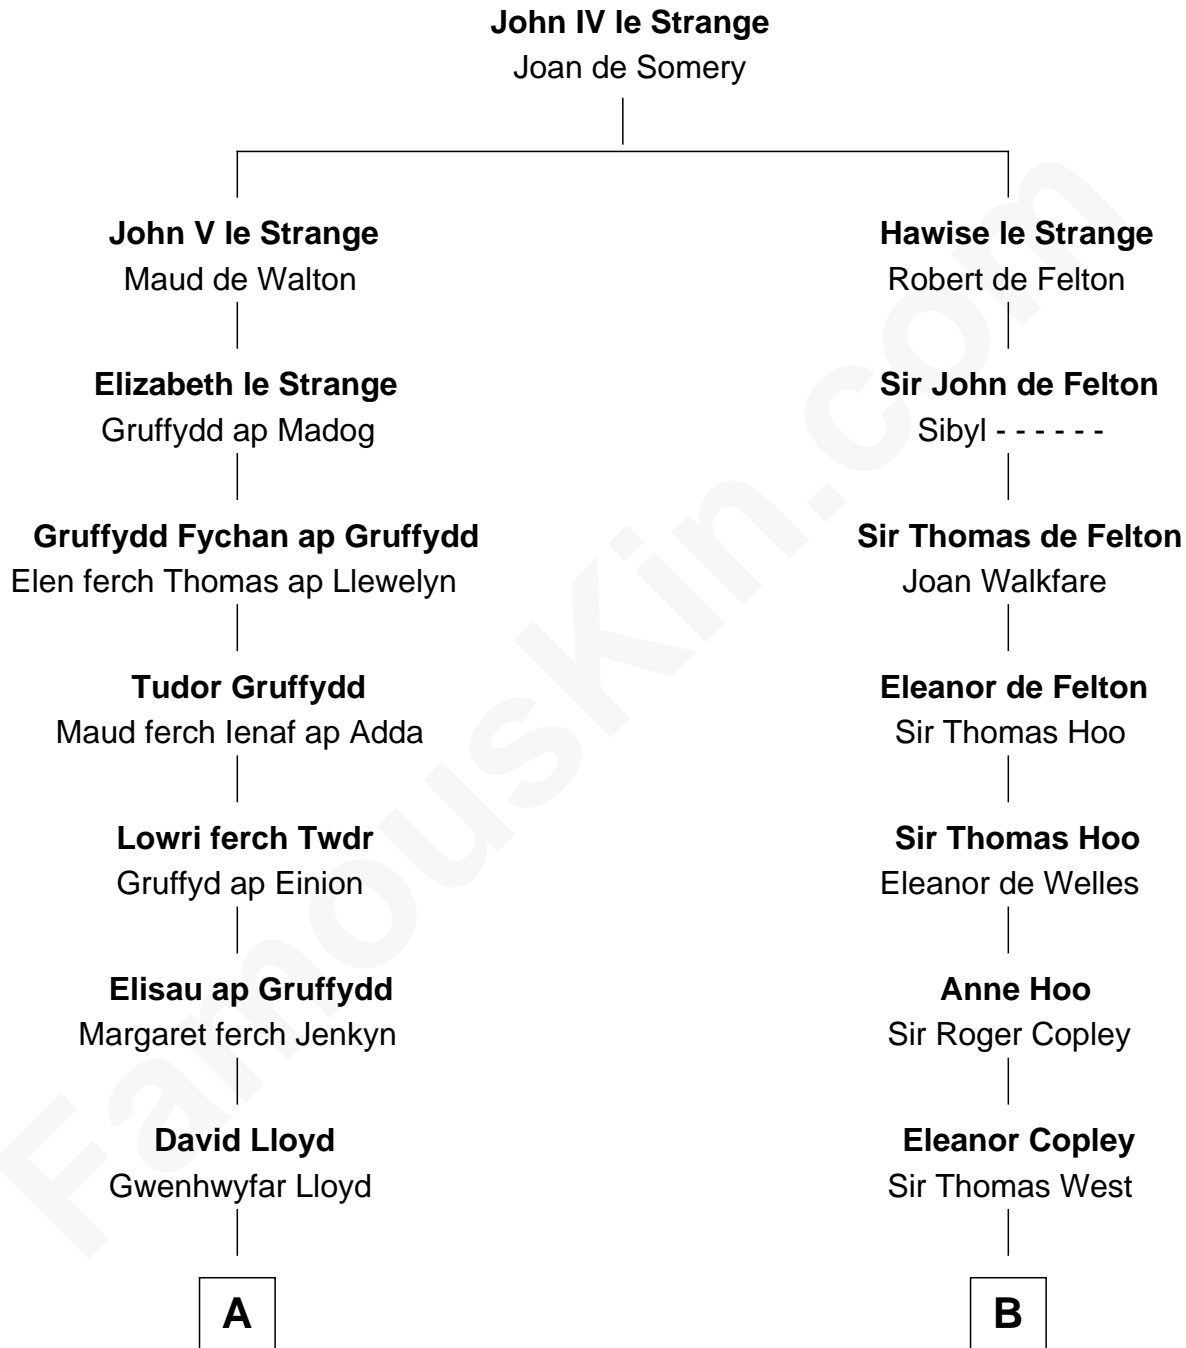 John IV le Strange
Joan de Somery
John V le Strange
Maud de Walton
Hawise le Strange
Robert de Felton
Elizabeth le Strange
Gruffydd ap Madog
Sir John de Felton
Sibyl - - - - - -
Gruffydd Fychan ap Gruffydd
Elen ferch Thomas ap Llewelyn
Sir Thomas de Felton
Joan Walkfare
Tudor Gruffydd
Maud ferch Ienaf ap Adda
Eleanor de Felton
Sir Thomas Hoo
Lowri ferch Twdr
Gruffyd ap Einion
Sir Thomas Hoo
Eleanor de Welles
Elisau ap Gruffydd
Margaret ferch Jenkyn
Anne Hoo
Sir Roger Copley
David Lloyd
Gwenhwyfar Lloyd
Eleanor Copley
Sir Thomas West
A
B
FamousKin.com